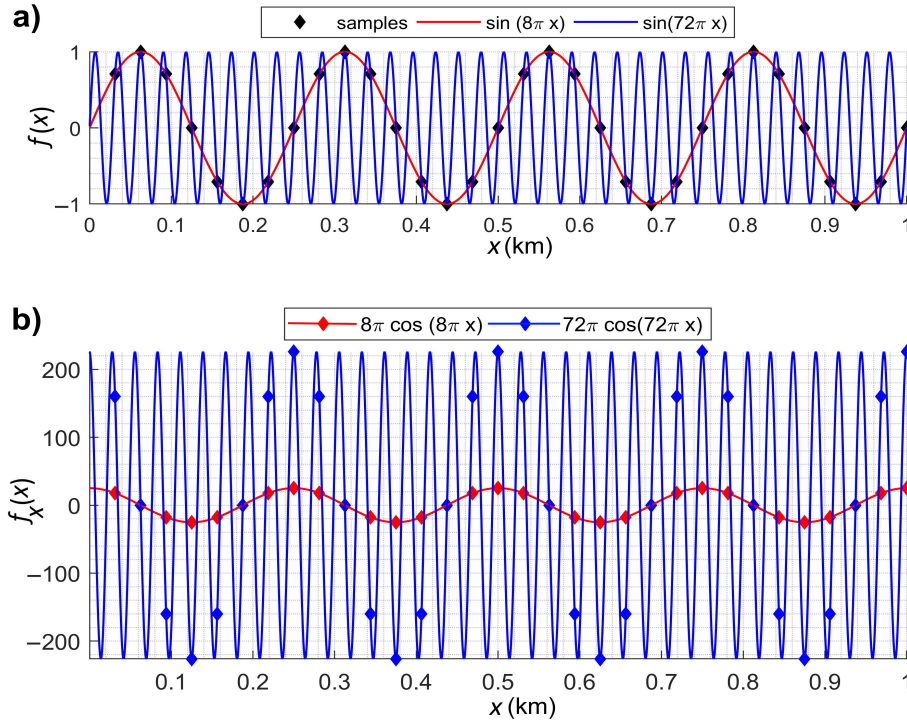 a)
samples sin (8π x) sin(72π x)
1
0
−1
f (x)
0 0.1 0.2 0.3 0.4 0.5 0.6 0.7 0.8 0.9 1
x (km)
b)
8π cos (8π x) 72π cos(72π x)
200
100
0
−100
−200
fx(x)
0.1 0.2 0.3 0.4 0.5 0.6 0.7 0.8 0.9 1
x (km)